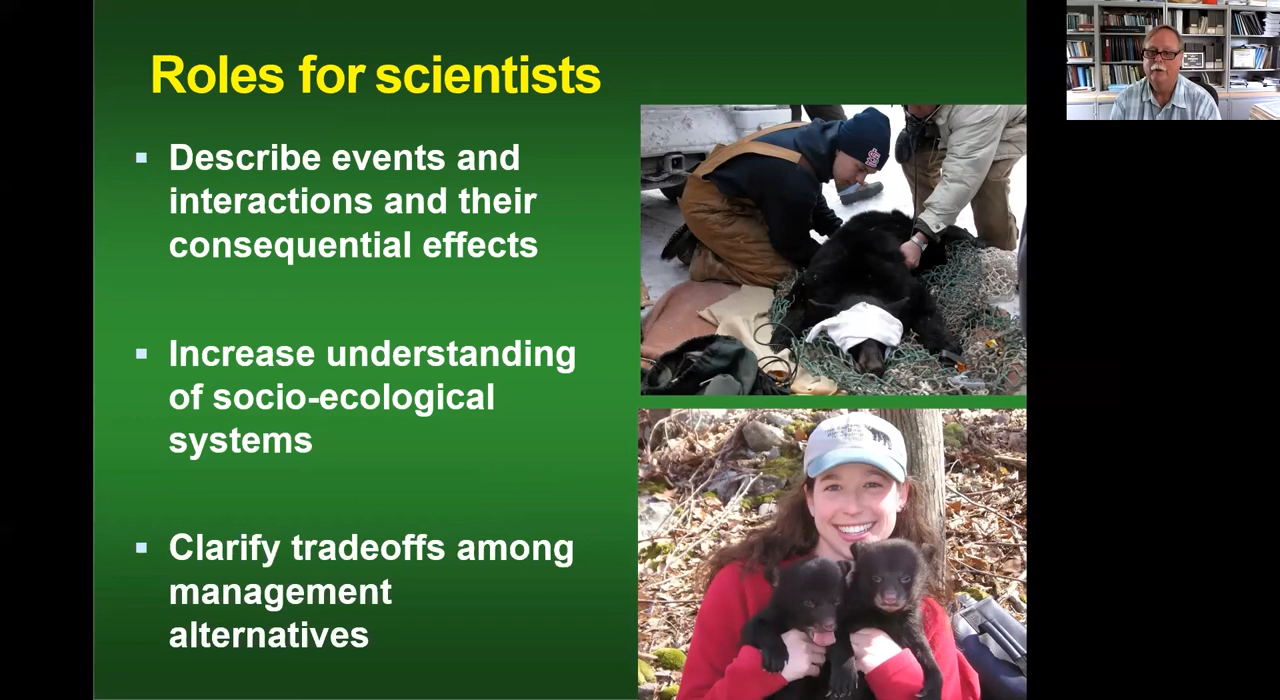 Roles for scientists
▪ Describe events and
interactions and their
consequential effects
▪ Increase understanding
of socio-ecological
systems
▪ Clarify tradeoffs among
management
alternatives